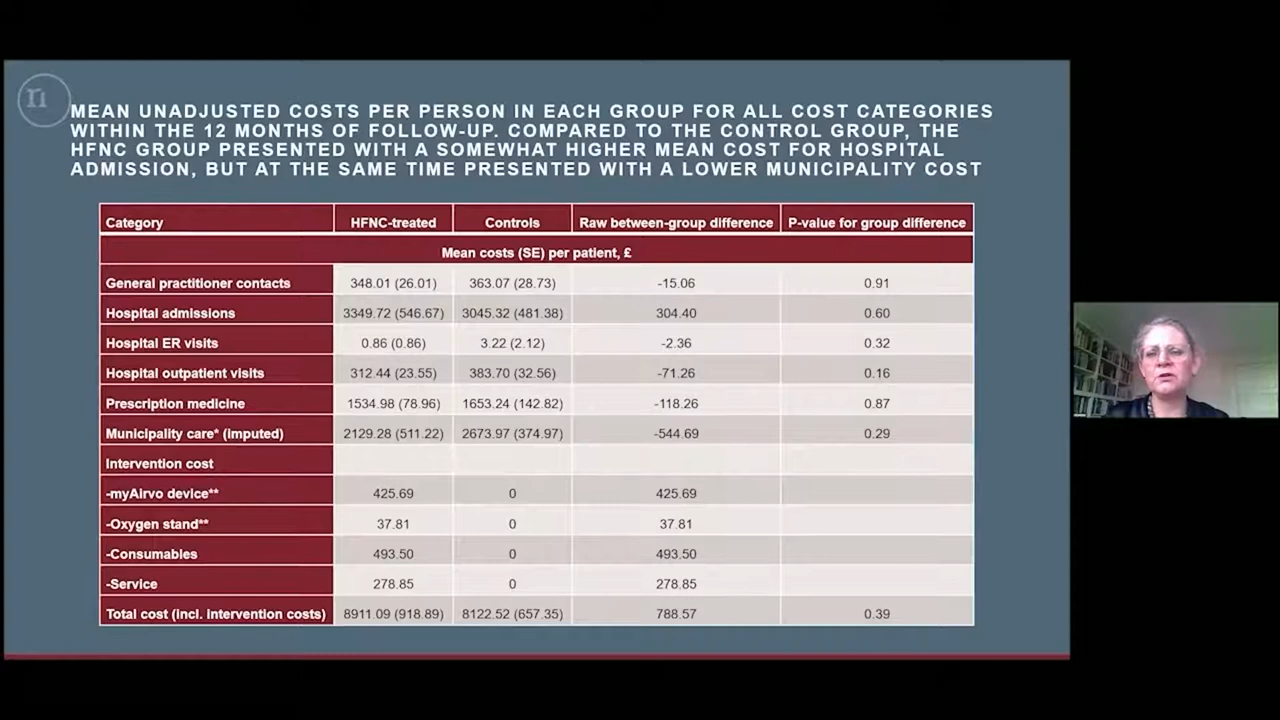 MEAN UNADJUSTED COSTS PER PERSON IN EACH GROUP FOR ALL COST CATEGORIES
WITHIN THE 12 MONTHS OF FOLLOW-UP. COMPARED TO THE CONTROL GROUP, THE
HFNC GROUP PRESENTED WITH A SOMEWHAT HIGHER MEAN COST FOR HOSPITAL
ADMISSION, BUT AT THE SAME TIME PRESENTED WITH A LOWER MUNICIPALITY COST
Category HFNC-treated Controls Raw between-group difference P-value for group difference
Mean costs (SE) per patient, £
General practitioner contacts 348.01 (26.01) 363.07 (28.73) -15.06 0.91
Hospital admissions 3349.72 (546.67) 3045.32 (481.38) 304.40 0.60
Hospital ER visits 0.86 (0.86) 3.22 (2.12) -2.36 0.32
Hospital outpatient visits 312.44 (23.55) 383.70 (32.56) -71.26 0.16
Prescription medicine 1534.98 (78.96) 1653.24 (142.82) -118.26 0.87
Municipality care* (imputed) 2129.28 (511.22) 2673.97 (374.97) -544.69 0.29
Intervention cost
-myAIrvo device** 425.69 0 425.69
-Oxygen stand** 37.81 0 37.81
-Consumables 493.50 0 493.50
-Service 278.85 0 278.85
Total cost (incl. intervention costs) 8911.09 (918.89) 8122.52 (657.35) 788.57 0.39